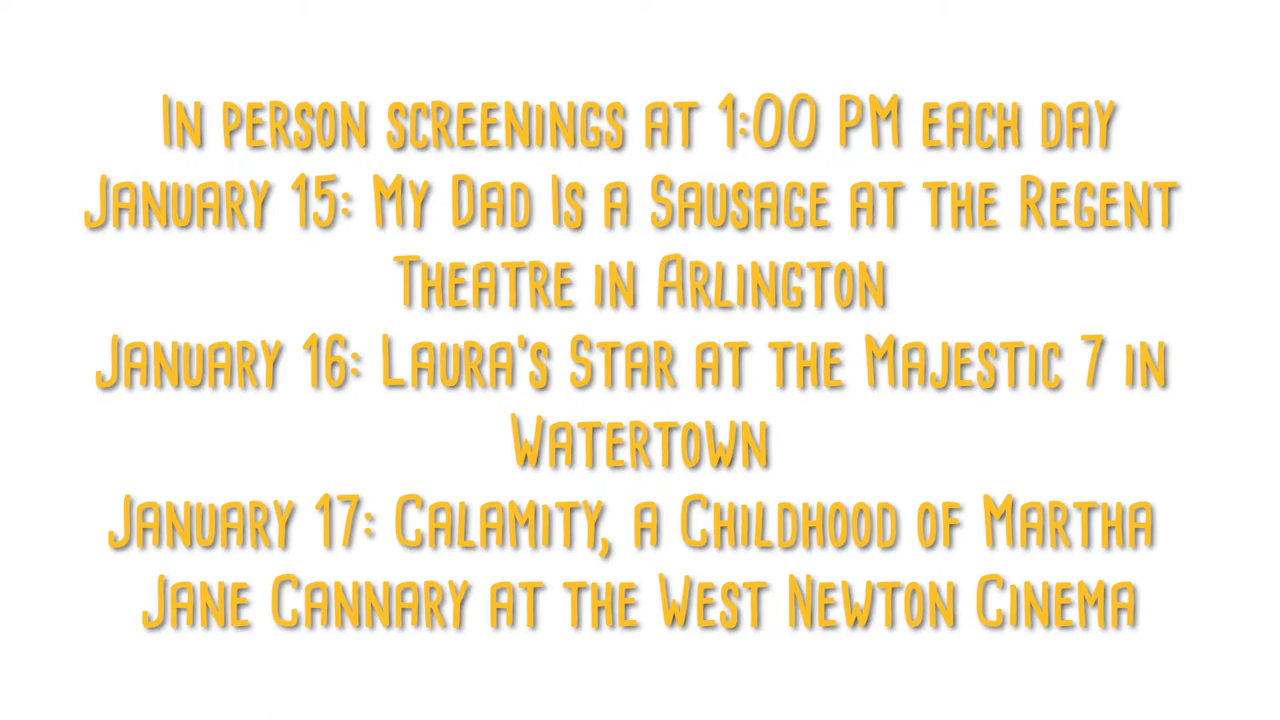 In person screenings at 1:00 PM each day
January 15: My Dad Is a Sausage at the Regent
Theatre in Arlington
January 16: Laura's Star at the Majestic 7 in
Watertown
January 17: Calamity, a Childhood of Martha
Jane Cannary at the West Newton Cinema